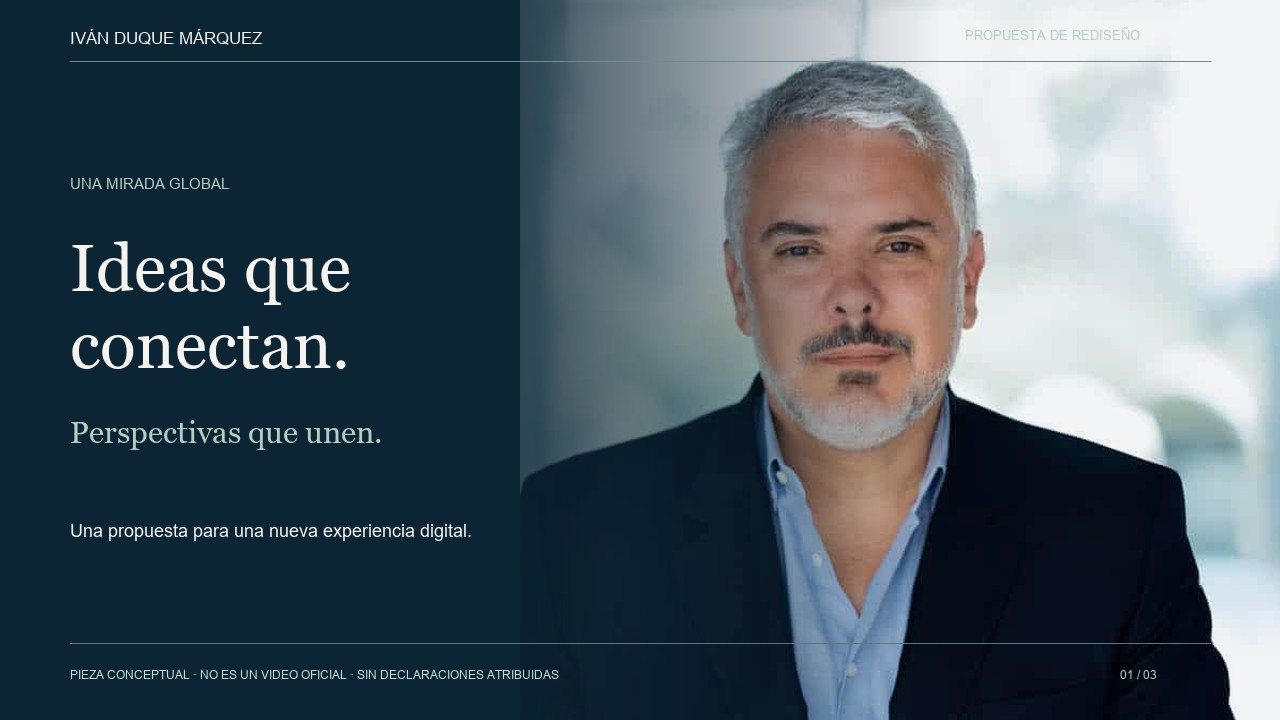 IVÁN DUQUE MÁRQUEZ
PROPUESTA DE REDISEÑO
UNA MIRADA GLOBAL
Ideas que
conectan.
Perspectivas que unen.
Una propuesta para una nueva experiencia digital.
PIEZA CONCEPTUAL · NO ES UN VIDEO OFICIAL · SIN DECLARACIONES ATRIBUIDAS
01 / 03